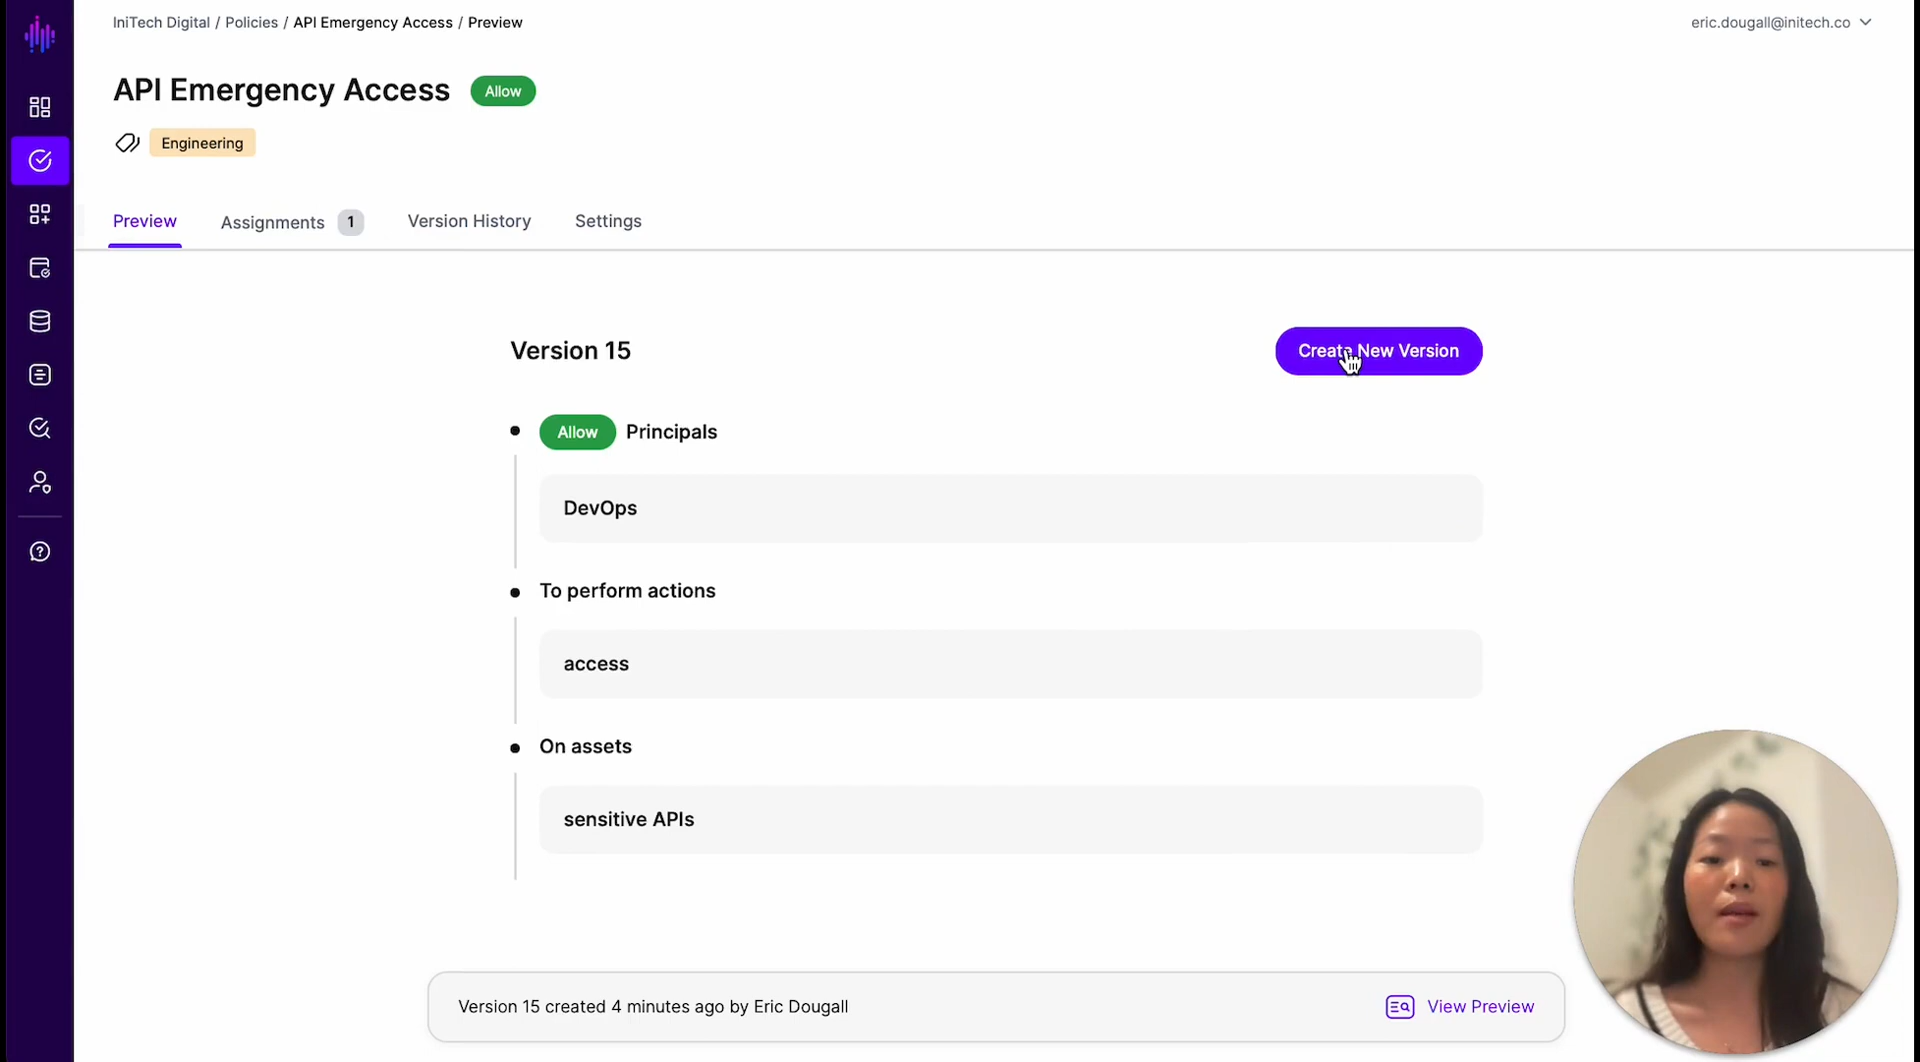 IniTech Digital / Policies / API Emergency Access / Preview
eric.dougall@initech.co
API Emergency Access
Allow
Engineering
Preview
Assignments 1
Version History
Settings
Version 15
Create New Version
Allow Principals
DevOps
To perform actions
access
On assets
sensitive APIs
Version 15 created 4 minutes ago by Eric Dougall
View Preview